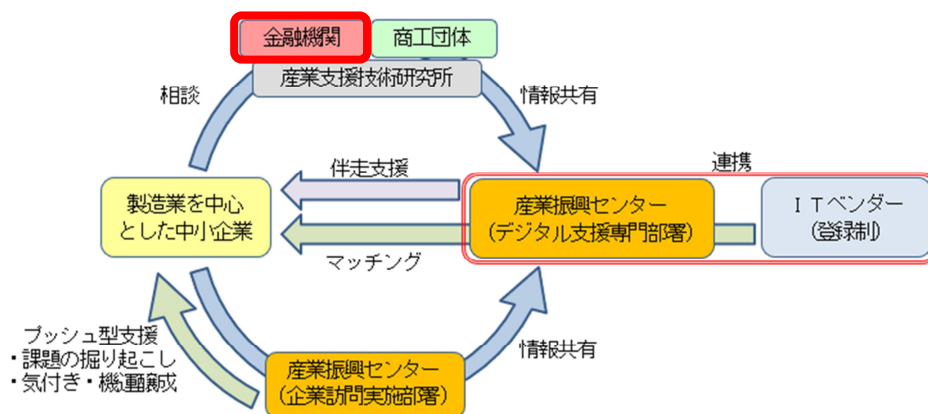 金融機関
商工団体
産業支援技術研究所
相談
情報共有
伴走支援
連携
製造業を中心
とした中小企業
産業振興センター
(デジタル支援専門部署)
ITベンダー
(登録制)
マッチング
プッシュ型支援
・課題の掘り起こし
・気付き・機運醸成
産業振興センター
(企業訪問実施部署)
情報共有